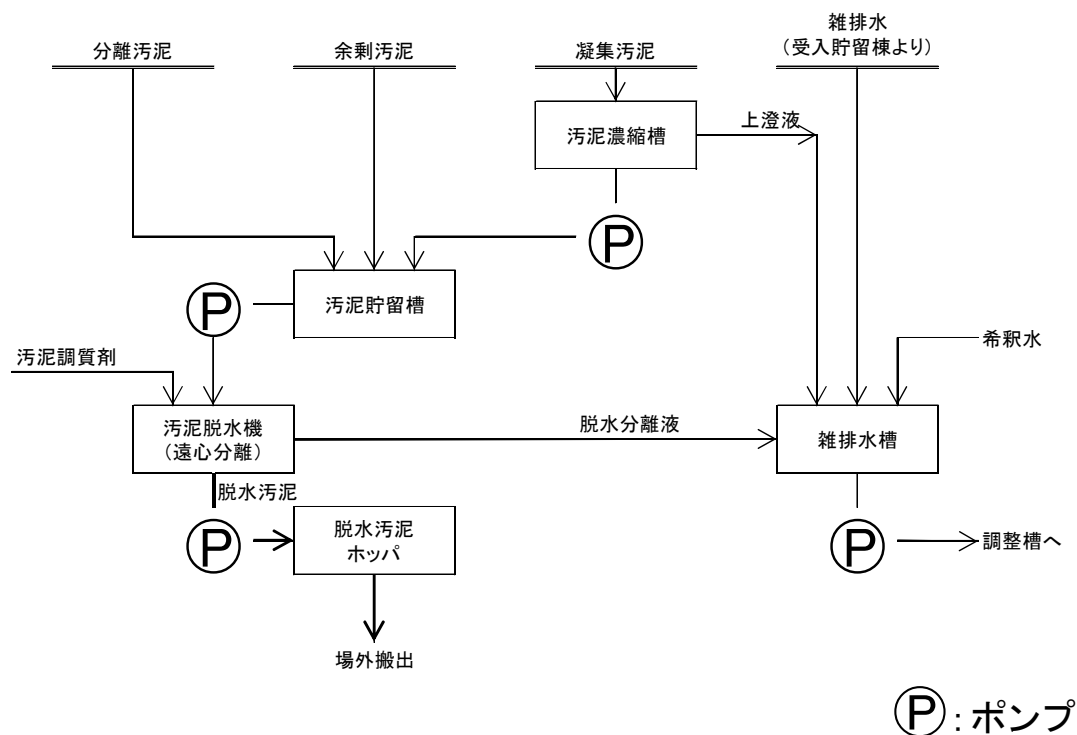 雑排水
（受入貯留棟より）
分離汚泥
余剰汚泥
凝集汚泥
汚泥濃縮槽
上澄液
P
汚泥貯留槽
P
希釈水
汚泥調質剤
汚泥脱水機
（遠心分離）
脱水分離液
雑排水槽
脱水汚泥
P
脱水汚泥
ホッパ
P
調整槽へ
場外搬出
P：ポンプ